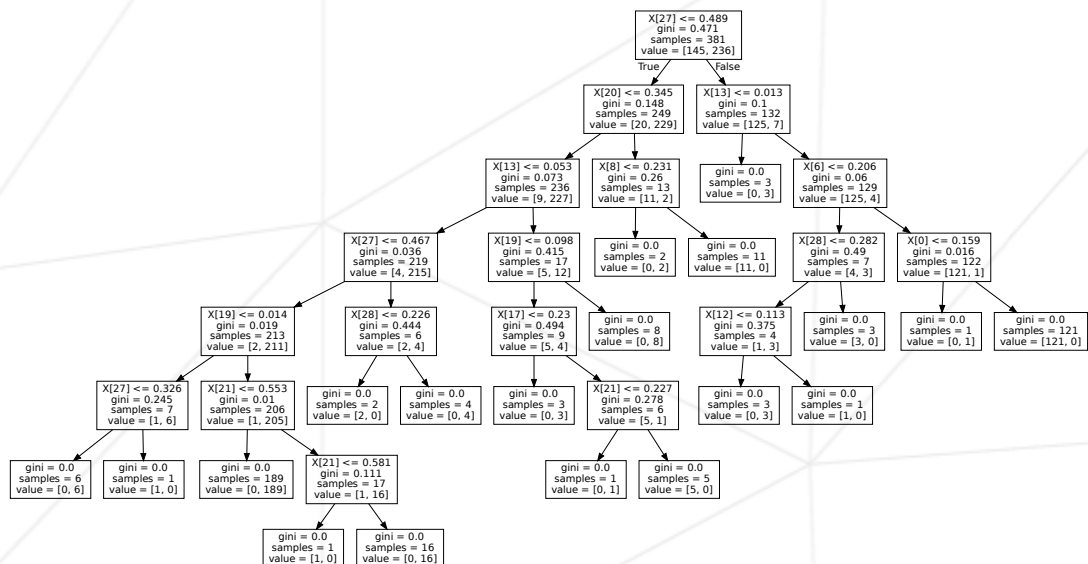 X[27] <= 0.489
gini = 0.471
samples = 381
value = [145, 236]
True
False
X[20] <= 0.345
gini = 0.148
samples = 249
value = [20, 229]
X[13] <= 0.013
gini = 0.1
samples = 132
value = [125, 7]
X[13] <= 0.053
gini = 0.073
samples = 236
value = [9, 227]
X[8] <= 0.231
gini = 0.26
samples = 13
value = [11, 2]
gini = 0.0
samples = 3
value = [0, 3]
X[6] <= 0.206
gini = 0.06
samples = 129
value = [125, 4]
X[27] <= 0.467
gini = 0.036
samples = 219
value = [4, 215]
X[19] <= 0.098
gini = 0.415
samples = 17
value = [5, 12]
gini = 0.0
samples = 2
value = [0, 2]
gini = 0.0
samples = 11
value = [11, 0]
X[28] <= 0.282
gini = 0.49
samples = 7
value = [4, 3]
X[0] <= 0.159
gini = 0.016
samples = 122
value = [121, 1]
X[19] <= 0.014
gini = 0.019
samples = 213
value = [2, 211]
X[28] <= 0.226
gini = 0.444
samples = 6
value = [2, 4]
X[17] <= 0.23
gini = 0.494
samples = 9
value = [5, 4]
gini = 0.0
samples = 8
value = [0, 8]
X[12] <= 0.113
gini = 0.375
samples = 4
value = [1, 3]
gini = 0.0
samples = 3
value = [3, 0]
gini = 0.0
samples = 1
value = [0, 1]
gini = 0.0
samples = 121
value = [121, 0]
X[27] <= 0.326
gini = 0.245
samples = 7
value = [1, 6]
X[21] <= 0.553
gini = 0.01
samples = 206
value = [1, 205]
gini = 0.0
samples = 2
value = [2, 0]
gini = 0.0
samples = 4
value = [0, 4]
gini = 0.0
samples = 3
value = [0, 3]
X[21] <= 0.227
gini = 0.278
samples = 6
value = [5, 1]
gini = 0.0
samples = 3
value = [0, 3]
gini = 0.0
samples = 1
value = [1, 0]
gini = 0.0
samples = 6
value = [0, 6]
gini = 0.0
samples = 1
value = [1, 0]
gini = 0.0
samples = 189
value = [0, 189]
X[21] <= 0.581
gini = 0.111
samples = 17
value = [1, 16]
gini = 0.0
samples = 1
value = [0, 1]
gini = 0.0
samples = 5
value = [5, 0]
gini = 0.0
samples = 1
value = [1, 0]
gini = 0.0
samples = 16
value = [0, 16]